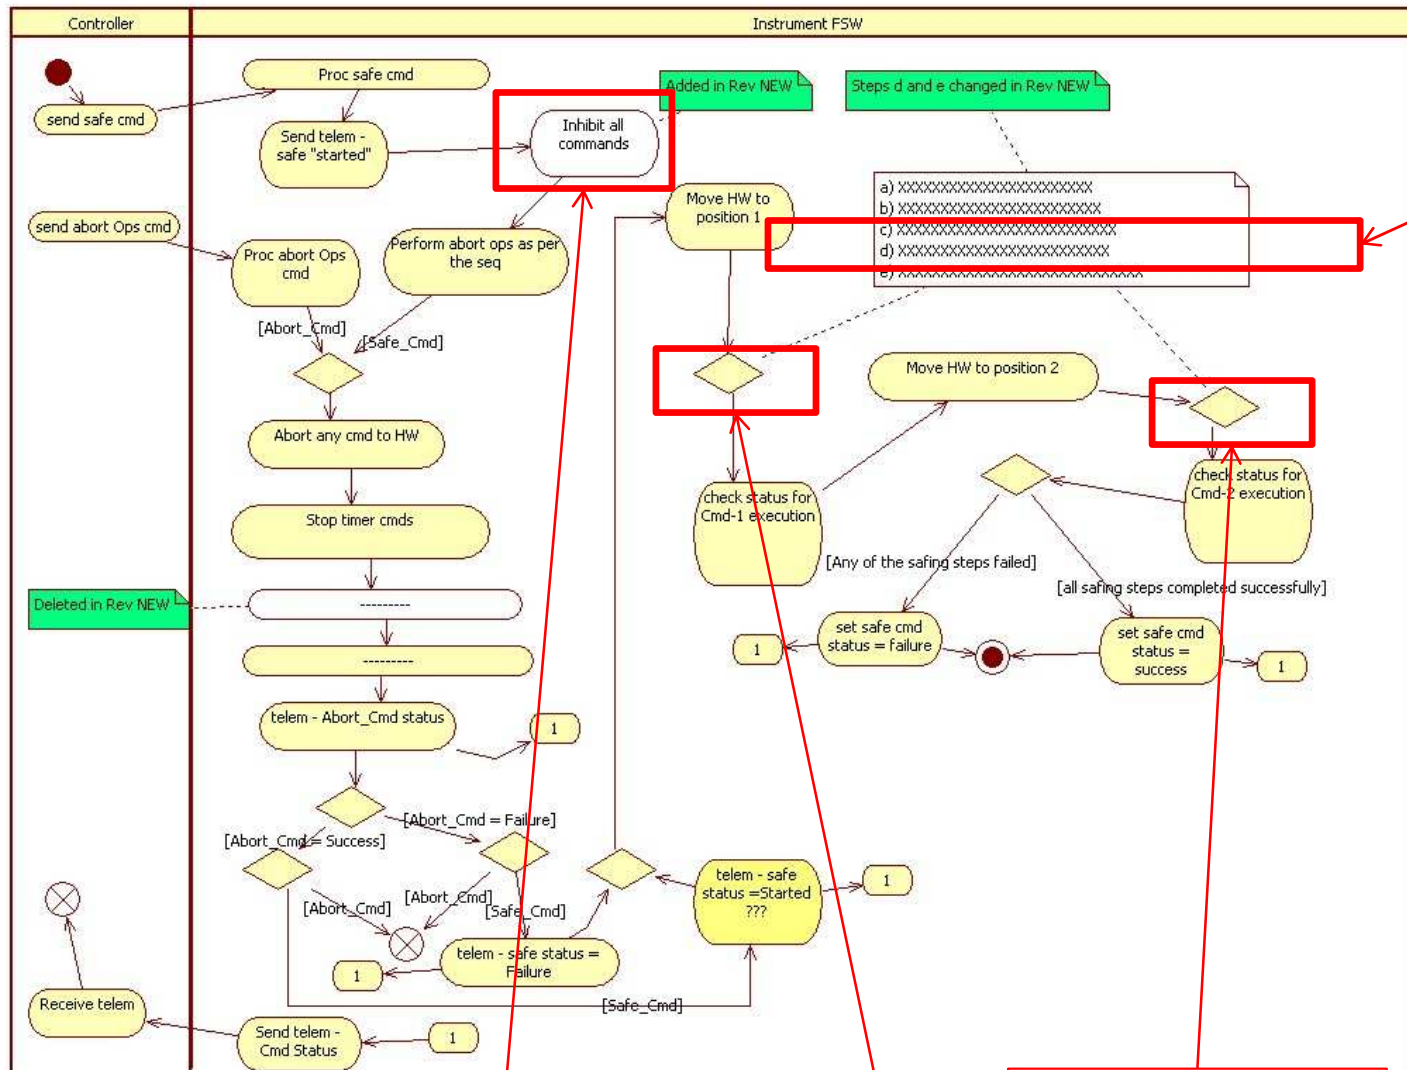 Controller
Instrument FSW
Proc safe cmd
send safe cmd
Send telem -
safe "started"
Inhibit all
commands
Added in Rev NEW
Steps d and e changed in Rev NEW
a) XXXXXXXXXXXXXXXXXXXXXXX
b) XXXXXXXXXXXXXXXXXXXXXXXX
c) XXXXXXXXXXXXXXXXXXXXXXXXXX
d) XXXXXXXXXXXXXXXXXXXXXXXXX
e) XXXXXXXXXXXXXXXXXXXXXXXXXXXXX
Move HW to
position 1
send abort Ops cmd
Proc abort Ops
cmd
Perform abort ops as per
the seq
[Abort_Cmd]
[Safe_Cmd]
Abort any cmd to HW
Stop timer cmds
Move HW to position 2
check status for
Cmd-1 execution
check status for
Cmd-2 execution
[Any of the safing steps failed]
[all safing steps completed successfully]
Deleted in Rev NEW
---------
---------
set safe cmd
status = failure
set safe cmd
status =
success
1
1
telem - Abort_Cmd status
1
[Abort_Cmd = Failure]
[Abort_Cmd = Success]
[Abort_Cmd]
[Abort_Cmd]
[Safe_Cmd]
telem - safe
status =Started
???
1
telem - safe status =
Failure
1
[Safe_Cmd]
Receive telem
Send telem -
Cmd Status
1